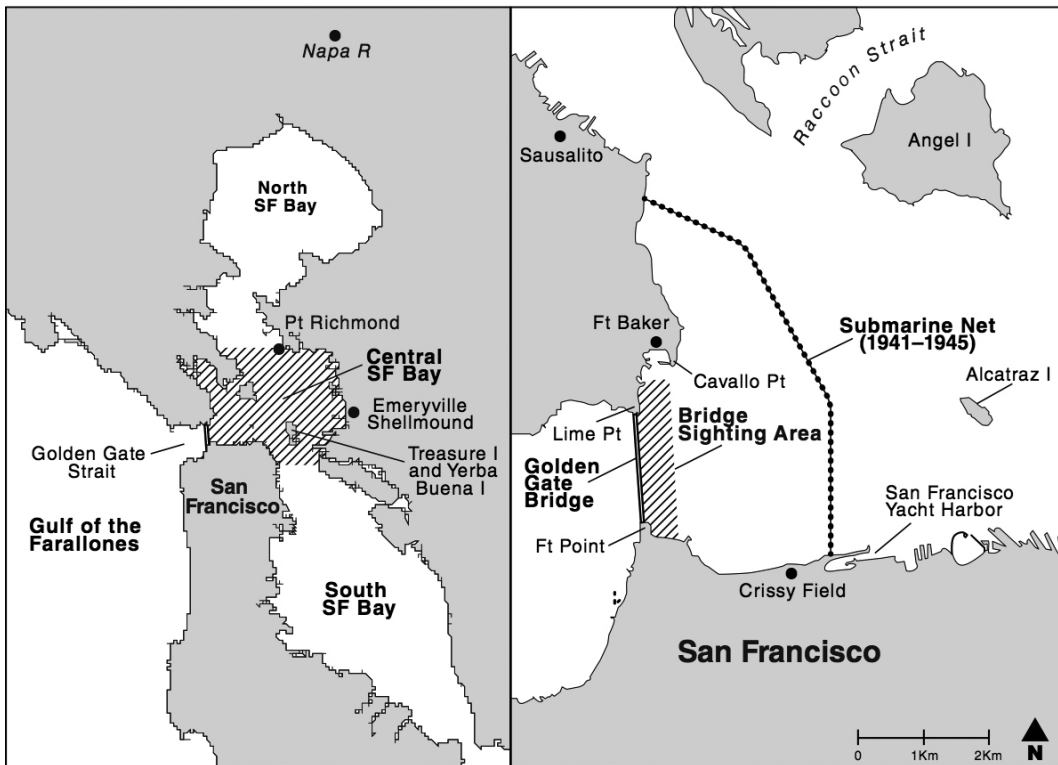 Napa R
North
SF Bay
Pt Richmond
Central
SF Bay
Emeryville
Shellmound
Golden Gate
Strait
Treasure I
and Yerba
Buena I
San
Francisco
Gulf of the
Farallones
South
SF Bay
Raccoon Strait
Angel I
Sausalito
Ft Baker
Submarine Net
(1941–1945)
Cavallo Pt
Alcatraz I
Lime Pt
Bridge
Sighting Area
Golden
Gate
Bridge
San Francisco
Yacht Harbor
Ft Point
Crissy Field
San Francisco
0 1Km 2Km
N